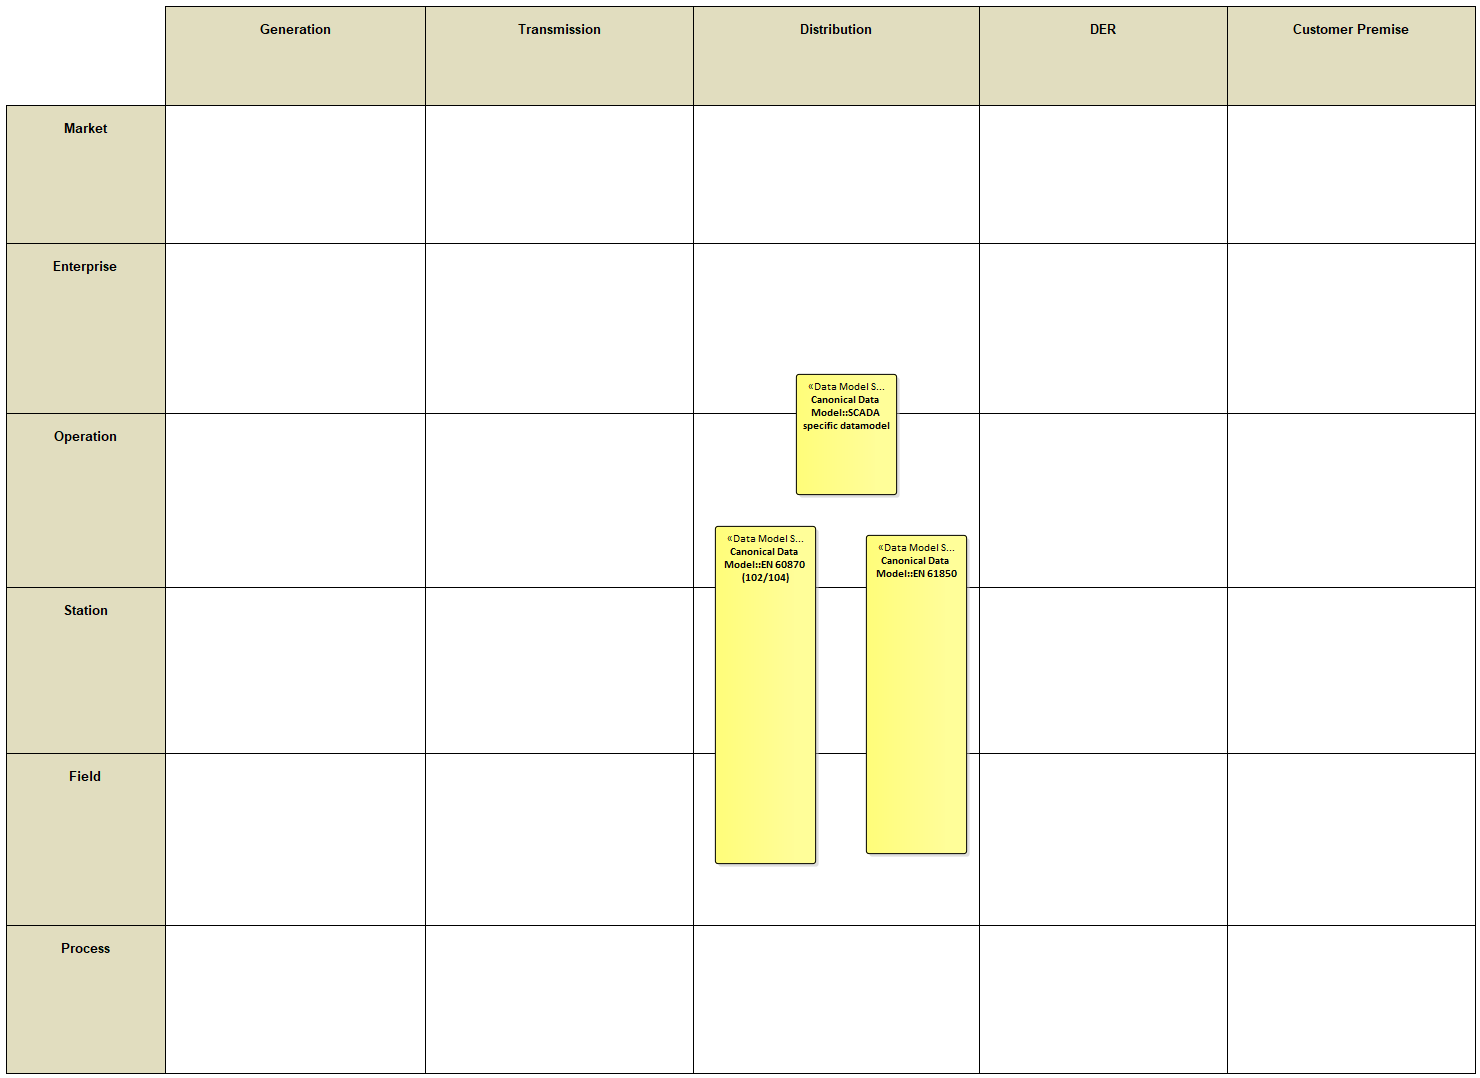 Generation
Transmission
Distribution
DER
Customer Premise
Market
Enterprise
«Data Model S...
Canonical Data
Model::SCADA
specific datamodel
Operation
«Data Model S...
Canonical Data
Model::EN 60870
(102/104)
«Data Model S...
Canonical Data
Model::EN 61850
Station
Field
Process